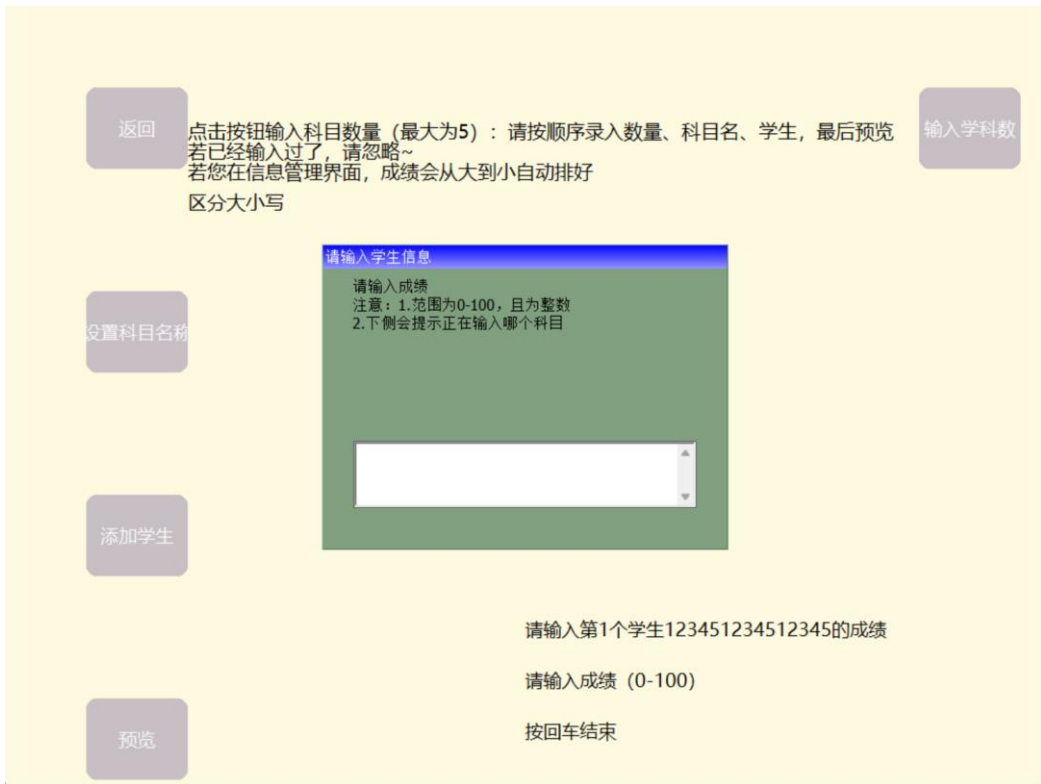 返回
点击按钮输入科目数量（最大为5）：请按顺序录入数量、科目名、学生，最后预览
若已经输入过了，请忽略~
若您在信息管理界面，成绩会从大到小自动排好
区分大小写
输入学科数
请输入学生信息
请输入成绩
注意：1.范围为0-100，且为整数
2.下侧会提示正在输入哪个科目
设置科目名称
添加学生
请输入第1个学生123451234512345的成绩
请输入成绩（0-100）
按回车结束
预览